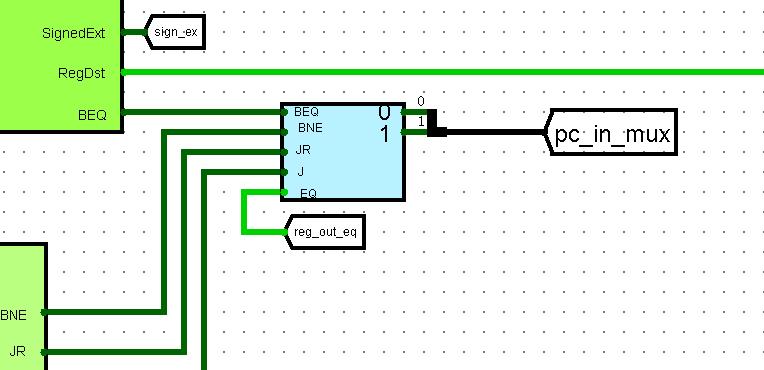 SignedExt
sign_ex
RegDst
BEQ
BEQ
BNE
JR
J
EQ
0
1
0
1
pc_in_mux
reg_out_eq
BNE
JR